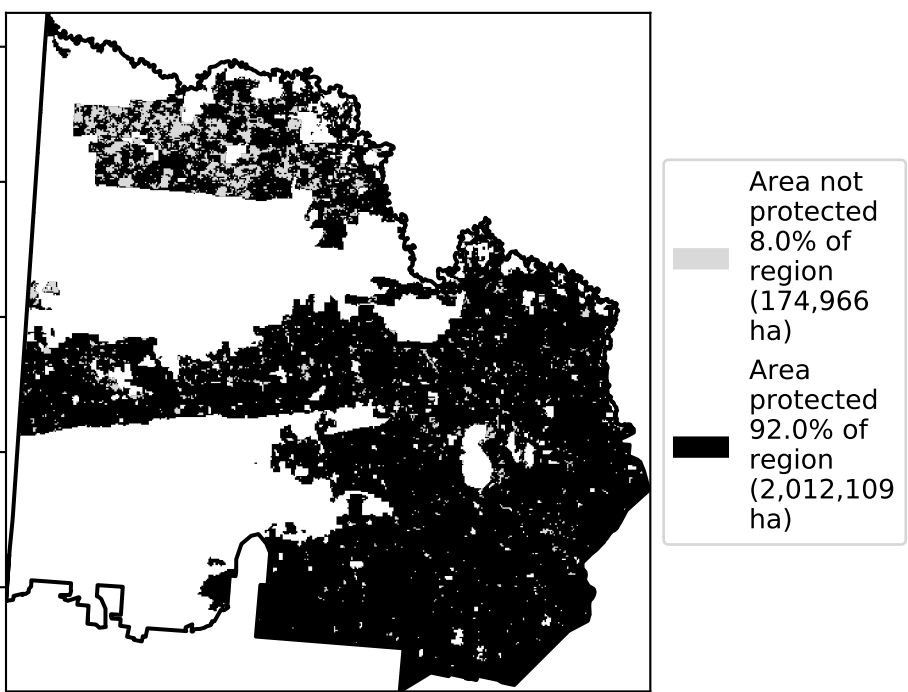 Area not
protected
8.0% of
region
(174,966
ha)
Area
protected
92.0% of
region
(2,012,109
ha)